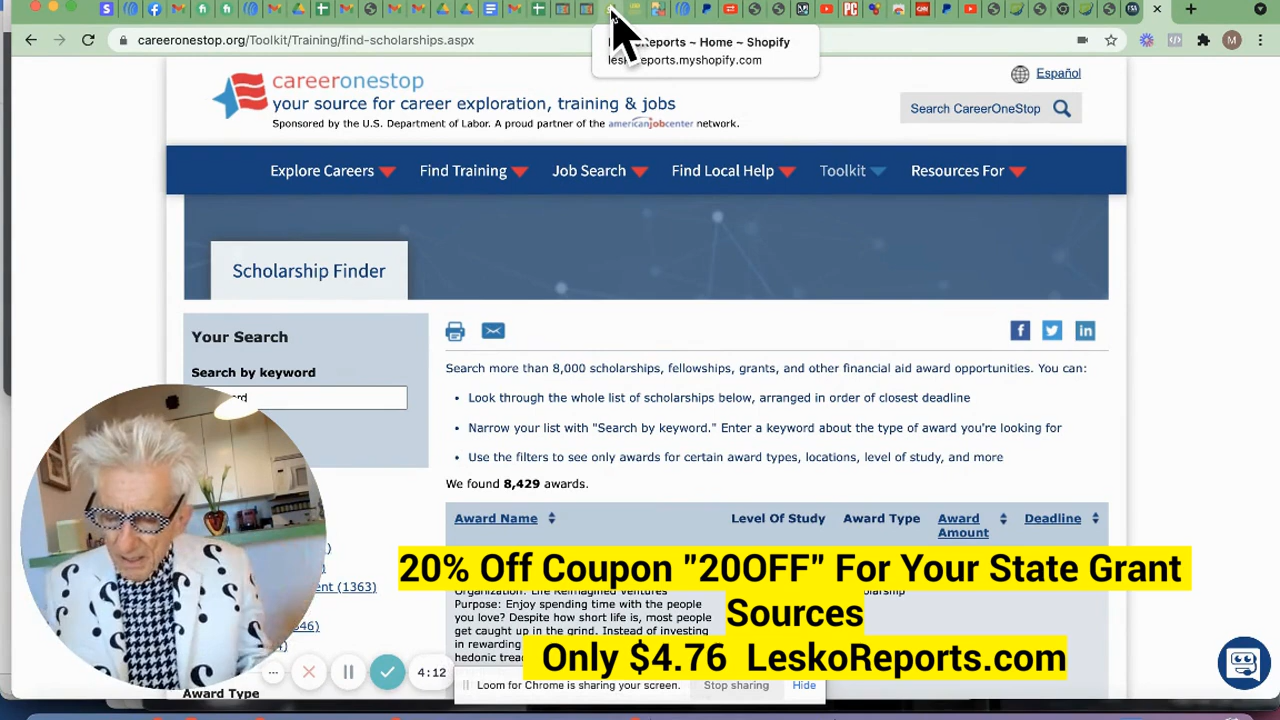 Reports ~ Home ~ Shopify
careeronestop.org/Toolkit/Training/find-scholarships.aspx
M
careeronestop
Español
your source for career exploration, training & jobs
Search CareerOneStop
Sponsored by the U.S. Department of Labor. A proud partner of the americanjobcenter network.
Explore Careers Find Training Job Search Find Local Help Toolkit Resources For
Scholarship Finder
Your Search
Search by keyword
Search more than 8,000 scholarships, fellowships, grants, and other financial aid award opportunities. You can:
• Look through the whole list of scholarships below, arranged in order of closest deadline
• Narrow your list with "Search by keyword." Enter a keyword about the type of award you're looking for
• Use the filters to see only awards for certain award types, locations, level of study, and more
We found 8,429 awards.
Award Name Level Of Study Award Type Award Amount Deadline
20% Off Coupon "20OFF" For Your State Grant
Sources
Only $4.76 LeskoReports.com
(1363)
Purpose: Enjoy spending time with the people
you love? Despite how short life is, most people
get caught up in the grind. Instead of investing
in rewarding
4:12
Loom for Chrome is sharing your screen. Stop sharing Hide
Award Type